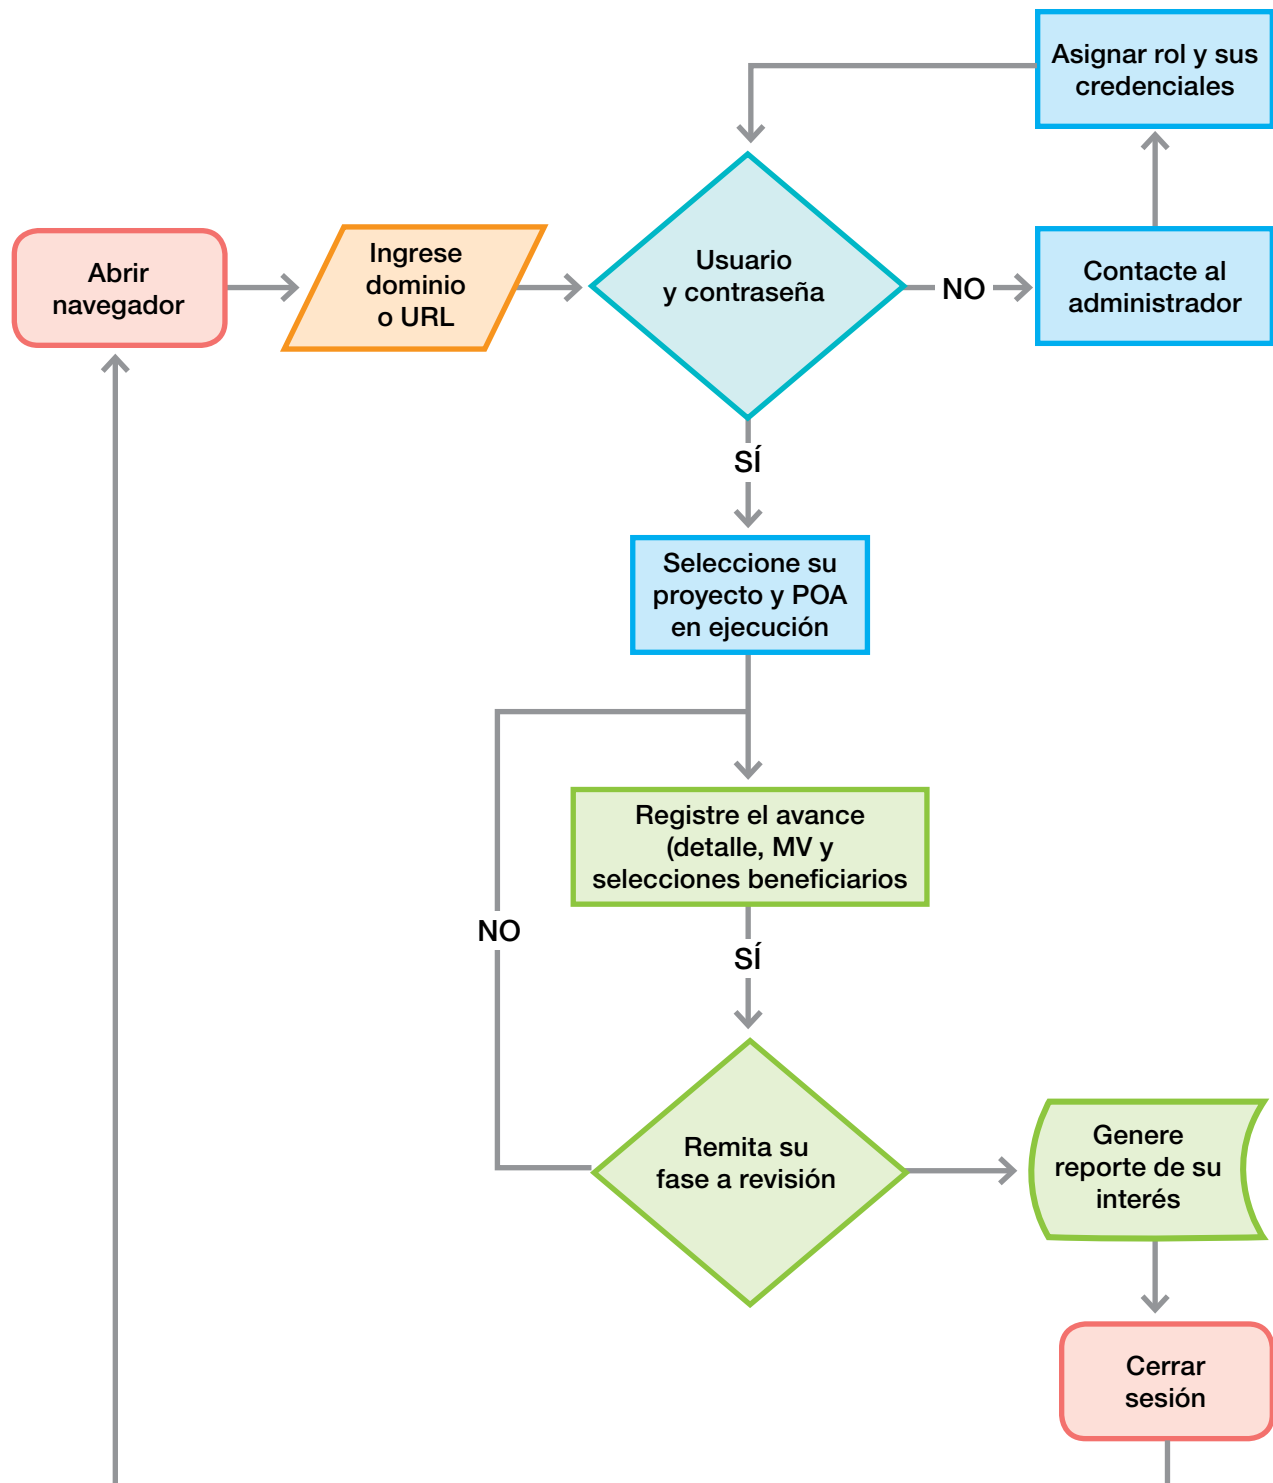 Asignar rol y sus
credenciales
Abrir
navegador
Ingrese
dominio
o URL
Usuario
y contraseña
NO
Contacte al
administrador
SÍ
Seleccione su
proyecto y POA
en ejecución
Registre el avance
(detalle, MV y
selecciones beneficiarios
NO
SÍ
Remita su
fase a revisión
Genere
reporte de su
interés
Cerrar
sesión